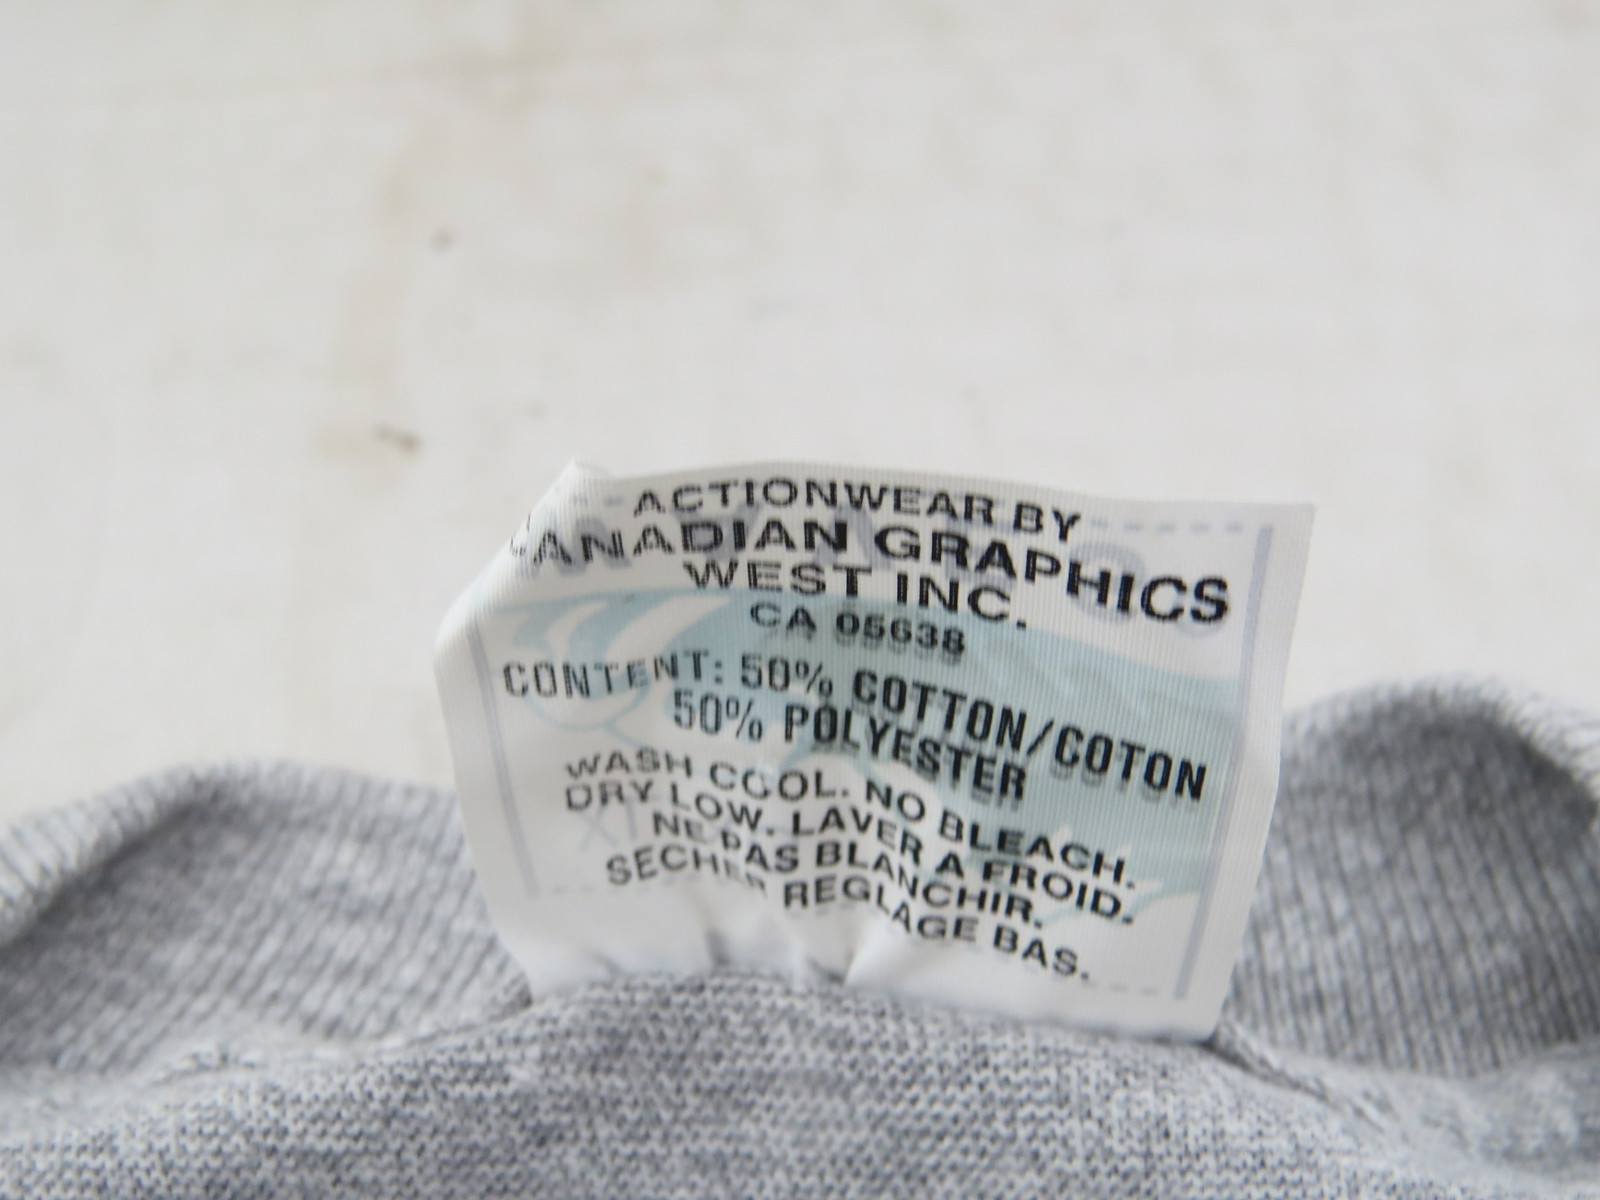 ACTIONWEAR BY
CANADIAN GRAPHICS
WEST INC.
CA 05638
CONTENT: 50% COTTON/COTON
50% POLYESTER
WASH COOL. NO BLEACH.
DRY LOW. LAVER A FROID.
NE PAS BLANCHIR.
SECHER REGLAGE BAS.